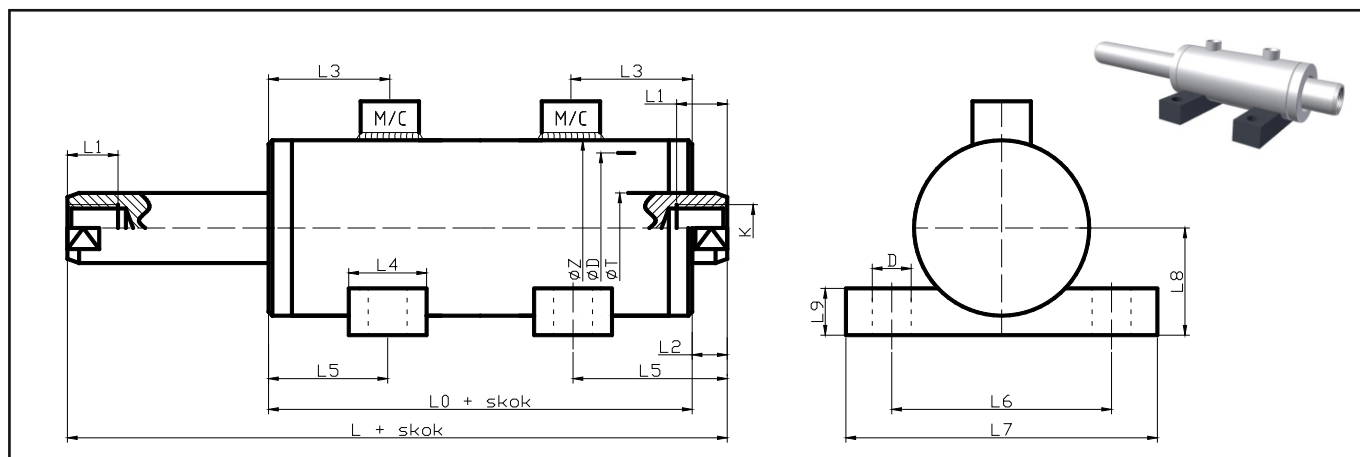 L3
L3
L1
M/C
M/C
L1
K
L4
øZ
øD
øT
D
L8
L9
L2
L5
L5
L6
L0 + skok
L7
L + skok